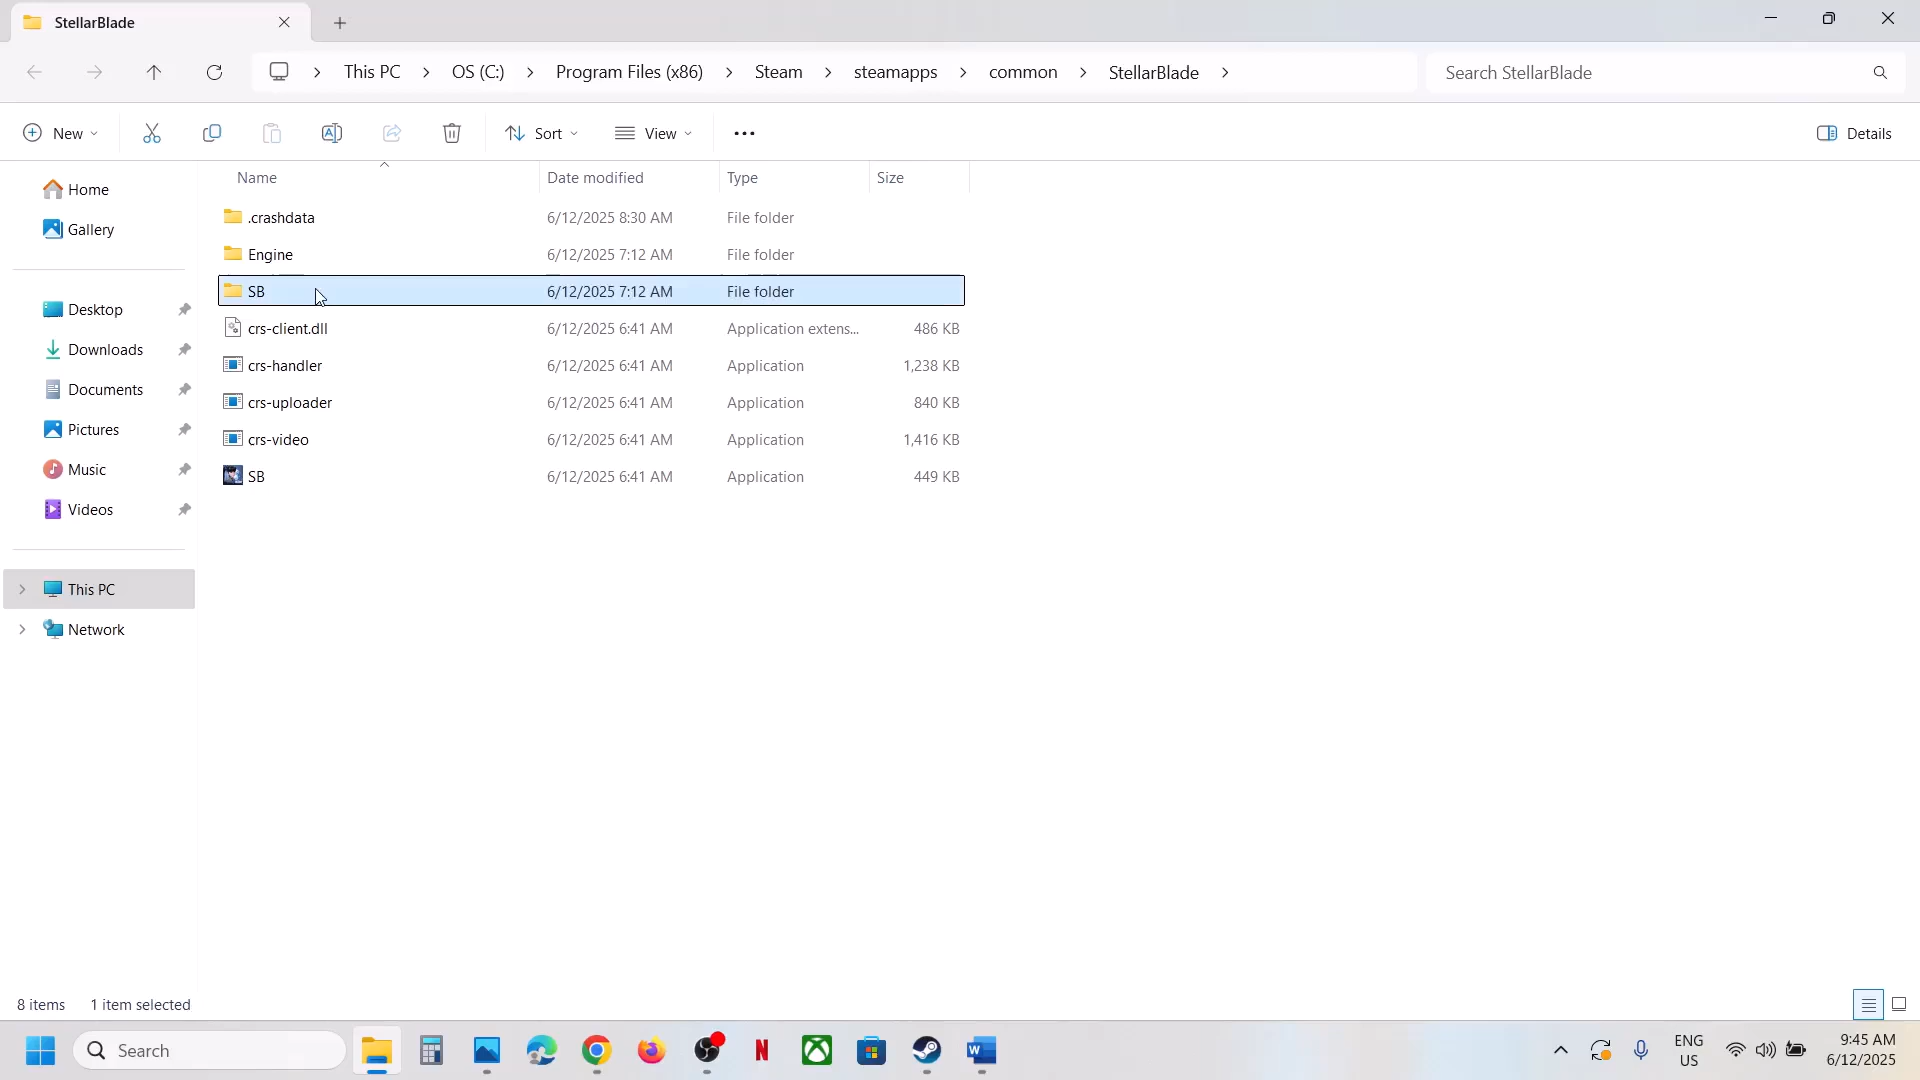 StellarBlade
This PC
OS (C:)
Program Files (x86)
Steam
steamapps
common
StellarBlade
Search StellarBlade
New
Sort
View
Details
Home
Gallery
Desktop
Downloads
Documents
Pictures
Music
Videos
This PC
Network
Name Date modified Type Size
.crashdata 6/12/2025 8:30 AM File folder
Engine 6/12/2025 7:12 AM File folder
SB 6/12/2025 7:12 AM File folder
crs-client.dll 6/12/2025 6:41 AM Application extens... 486 KB
crs-handler 6/12/2025 6:41 AM Application 1,238 KB
crs-uploader 6/12/2025 6:41 AM Application 840 KB
crs-video 6/12/2025 6:41 AM Application 1,416 KB
SB 6/12/2025 6:41 AM Application 449 KB
8 items 1 item selected
Search
ENG
US
9:45 AM
6/12/2025